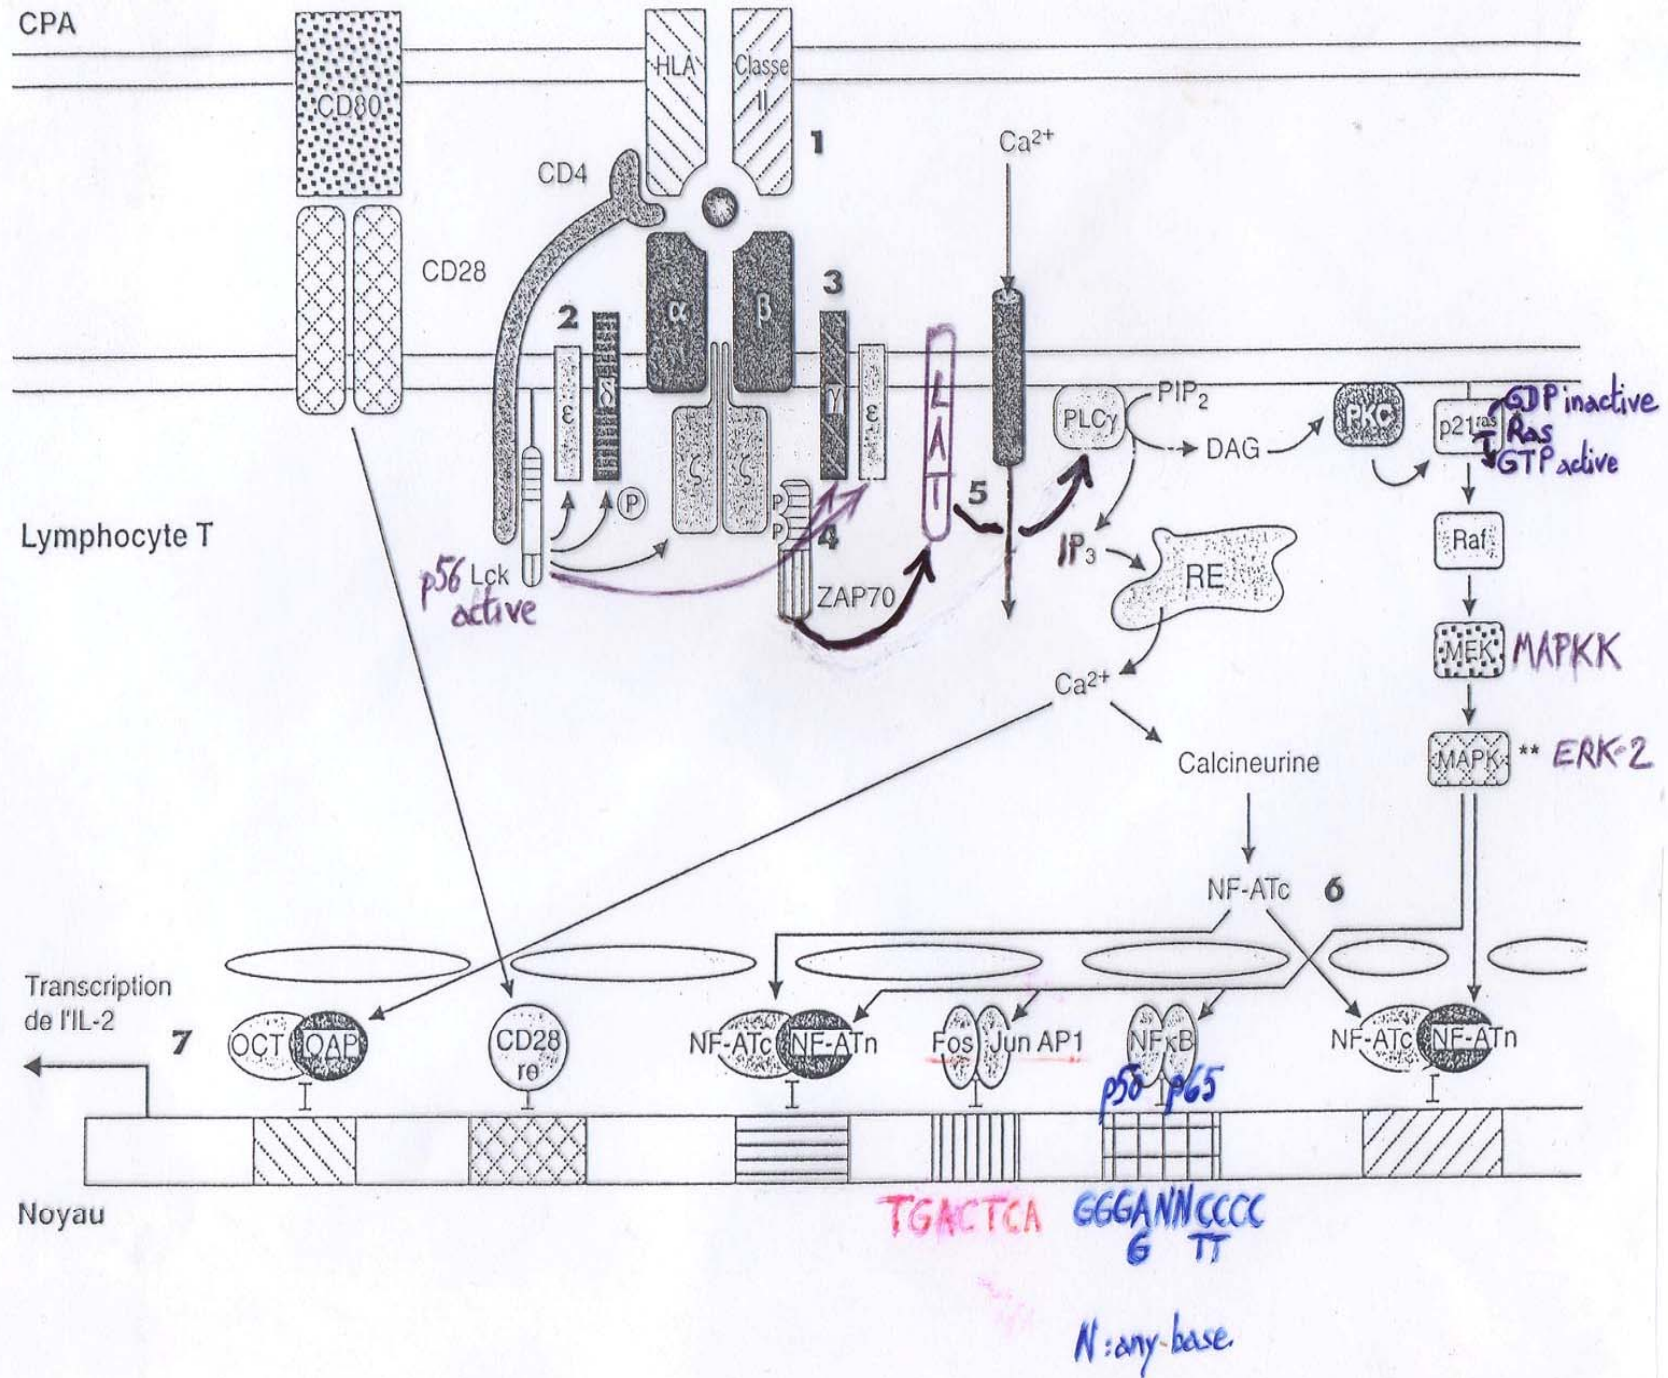 CPA
CD80
HLA
Classe
II
1
Ca²⁺
CD4
CD28
α
β
2
3
ε
δ
γ
ε
LAT
PLCγ
PIP₂
DAG
PKC
p21ras
GDP inactive
Ras
GTP active
ζ
ζ
P
P
P
4
5
Lymphocyte T
p56 Lck
active
ZAP70
IP₃
RE
Raf
MEK MAPKK
Ca²⁺
Calcineurine
MAPK ** ERK-2
NF-ATc 6
Transcription
de l'IL-2
7
OCT OAP
CD28
re
NF-ATc NF-ATn
Fos Jun AP1
NFκB
p50 p65
NF-ATc NF-ATn
Noyau
TGACTCA
GGGANNCCCC
G TT
N : any base.